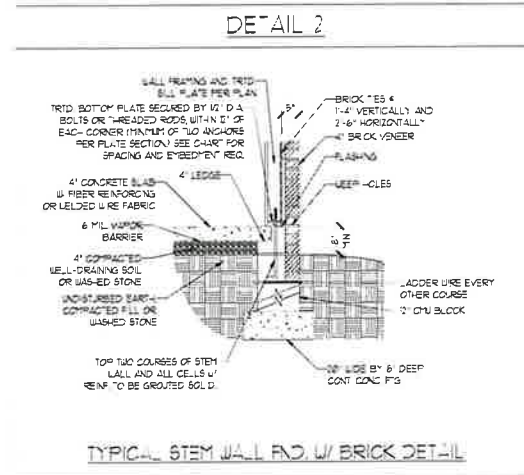 DETAIL 2
WALL FRAMING AND TRTD
SILL PLATE PER PLAN
TRTD BOTTOM PLATE SECURED BY 1/2" DIA
BOLTS OR THREADED RODS, WITHIN 12" OF
EACH CORNER (MINIMUM OF TWO ANCHORS
PER PLATE SECTION) SEE CHART FOR
SPACING AND EMBEDMENT REQ.
4" CONCRETE SLAB
W/ FIBER REINFORCING
OR WELDED WIRE FABRIC
4" LEDGE
6 MIL VAPOR
BARRIER
4" COMPACTED
WELL-DRAINING SOIL
OR WASHED STONE
UNDISTURBED EARTH
COMPACTED FILL OR
WASHED STONE
TOP TWO COURSES OF STEM
WALL AND ALL CELLS W/
REINF TO BE GROUTED SOLID.
5"
BRICK TIES @
1'-4" VERTICALLY AND
2'-6" HORIZONTALLY
4" BRICK VENEER
FLASHING
WEEP HOLES
8"
MIN
LADDER WIRE EVERY
OTHER COURSE
12" CMU BLOCK
20" WIDE BY 8" DEEP
CONT CONC FTG
TYPICAL STEM WALL FND. W/ BRICK DETAIL